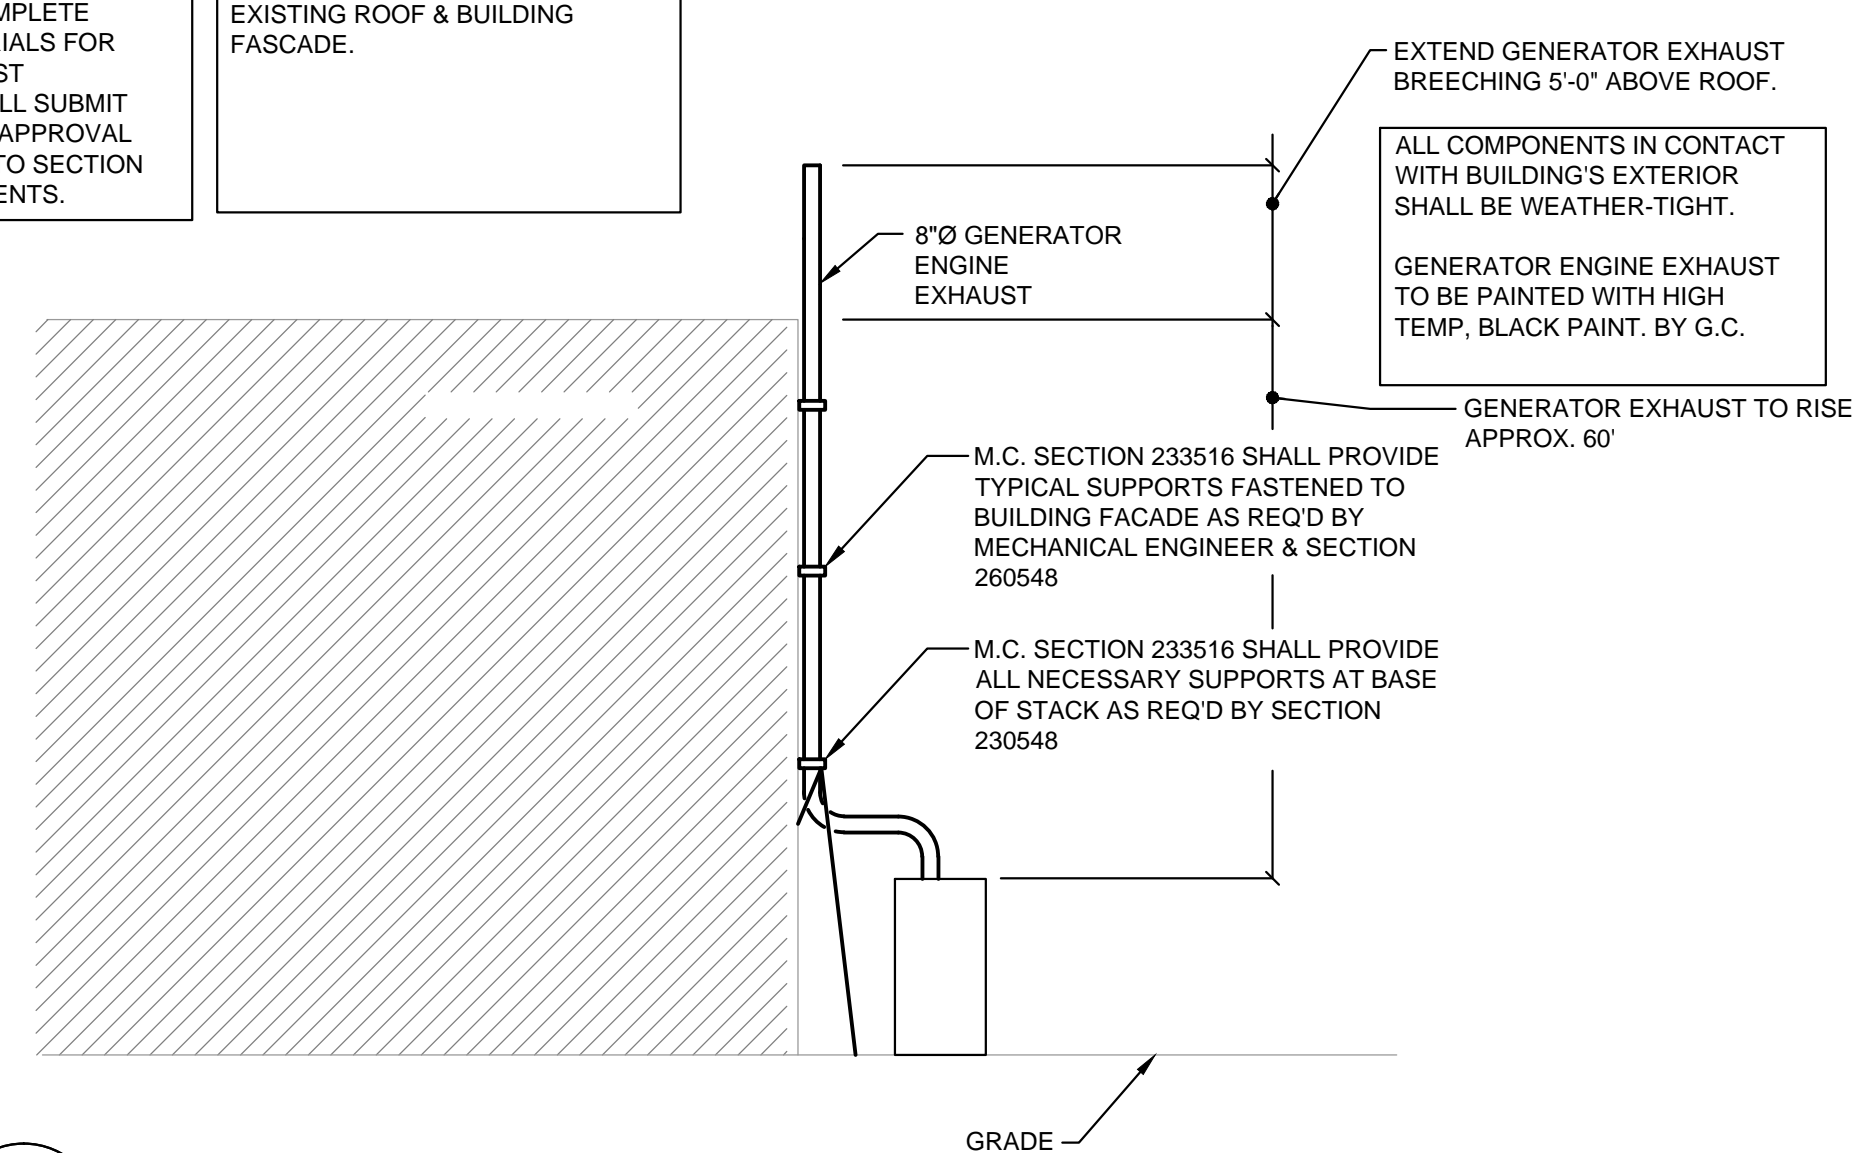 MPLETE
RIALS FOR
ST
LL SUBMIT
APPROVAL
TO SECTION
ENTS.
EXISTING ROOF & BUILDING
FASCADE.
EXTEND GENERATOR EXHAUST
BREECHING 5'-0" ABOVE ROOF.
ALL COMPONENTS IN CONTACT
WITH BUILDING'S EXTERIOR
SHALL BE WEATHER-TIGHT.
GENERATOR ENGINE EXHAUST
TO BE PAINTED WITH HIGH
TEMP, BLACK PAINT. BY G.C.
8"Ø GENERATOR
ENGINE
EXHAUST
GENERATOR EXHAUST TO RISE
APPROX. 60'
M.C. SECTION 233516 SHALL PROVIDE
TYPICAL SUPPORTS FASTENED TO
BUILDING FACADE AS REQ'D BY
MECHANICAL ENGINEER & SECTION
260548
M.C. SECTION 233516 SHALL PROVIDE
ALL NECESSARY SUPPORTS AT BASE
OF STACK AS REQ'D BY SECTION
230548
GRADE